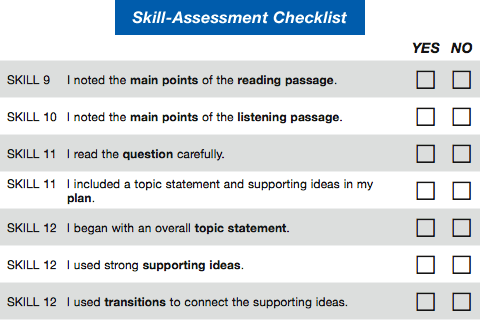 Skill-Assessment Checklist
YES NO
SKILL 9 I noted the main points of the reading passage.
SKILL 10 I noted the main points of the listening passage.
SKILL 11 I read the question carefully.
SKILL 11 I included a topic statement and supporting ideas in my
plan.
SKILL 12 I began with an overall topic statement.
SKILL 12 I used strong supporting ideas.
SKILL 12 I used transitions to connect the supporting ideas.